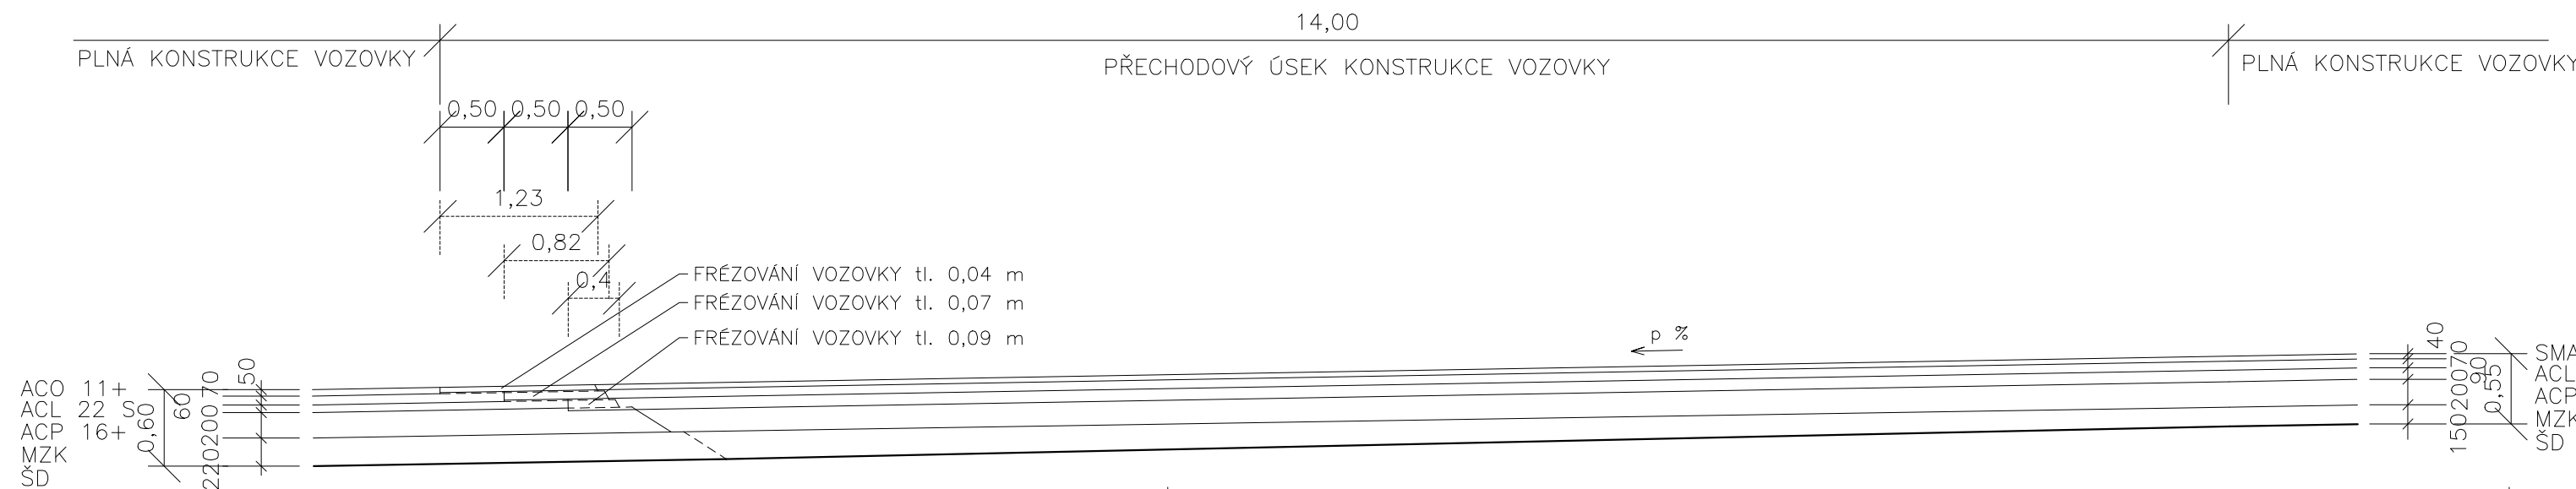 14,00
PLNÁ KONSTRUKCE VOZOVKY
PŘECHODOVÝ ÚSEK KONSTRUKCE VOZOVKY
PLNÁ KONSTRUKCE VOZOVKY
0,50 0,50 0,50
1,23
0,82
0,4
FRÉZOVÁNÍ VOZOVKY tl. 0,04 m
FRÉZOVÁNÍ VOZOVKY tl. 0,07 m
FRÉZOVÁNÍ VOZOVKY tl. 0,09 m
p %
ACO 11+
ACL 22 S
ACP 16+
MZK
ŠD
0,60
60
220 200 70
50
40
150 200 70
90
0,55
SMA
ACL
ACP
MZK
ŠD